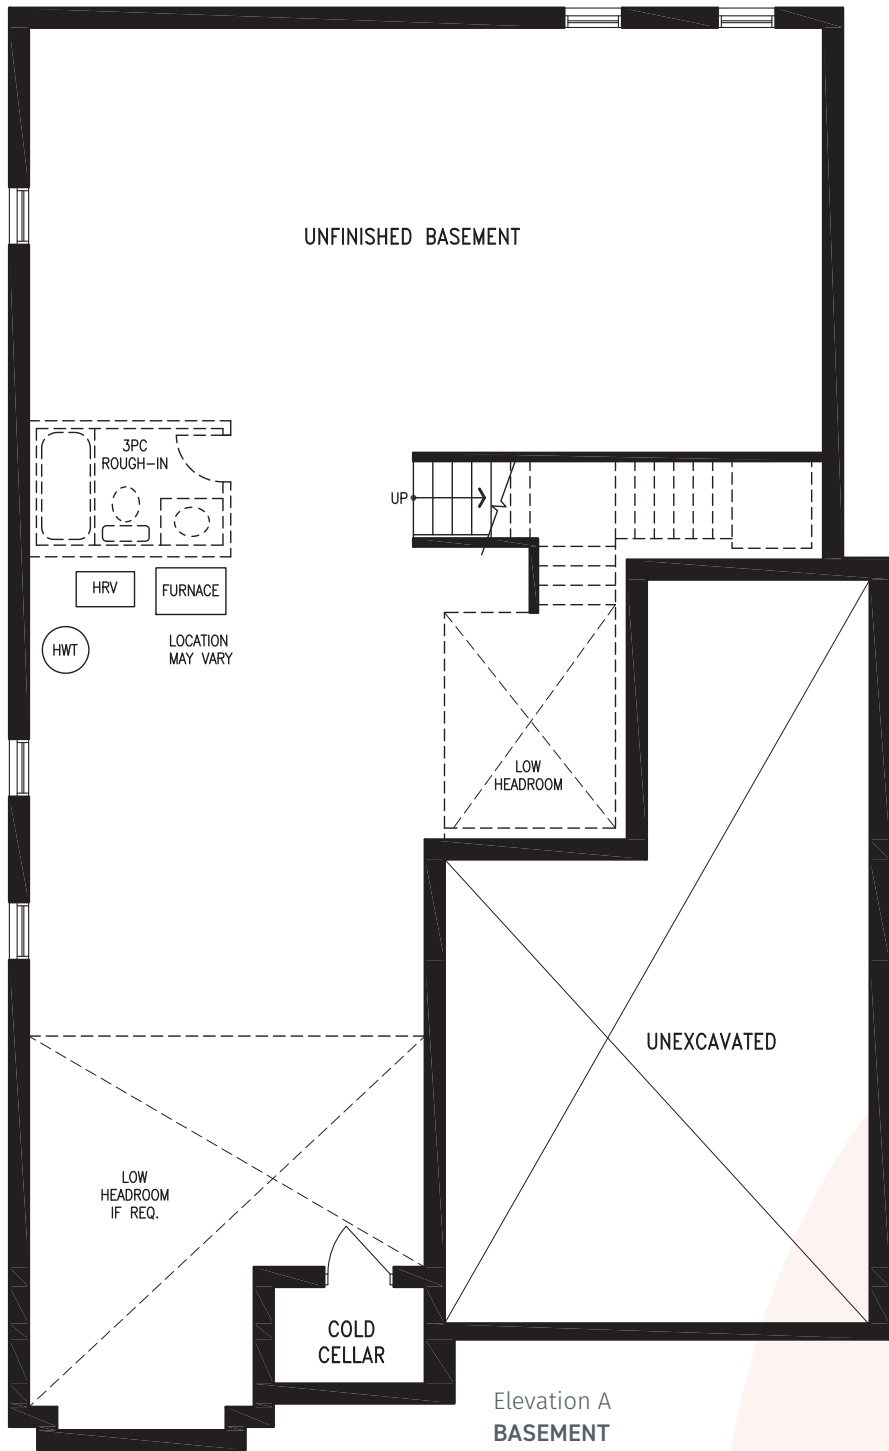 UNFINISHED BASEMENT
3PC
ROUGH-IN
UP
HRV
FURNACE
HWT
LOCATION
MAY VARY
LOW
HEADROOM
UNEXCAVATED
LOW
HEADROOM
IF REQ.
COLD
CELLAR
Elevation A
BASEMENT